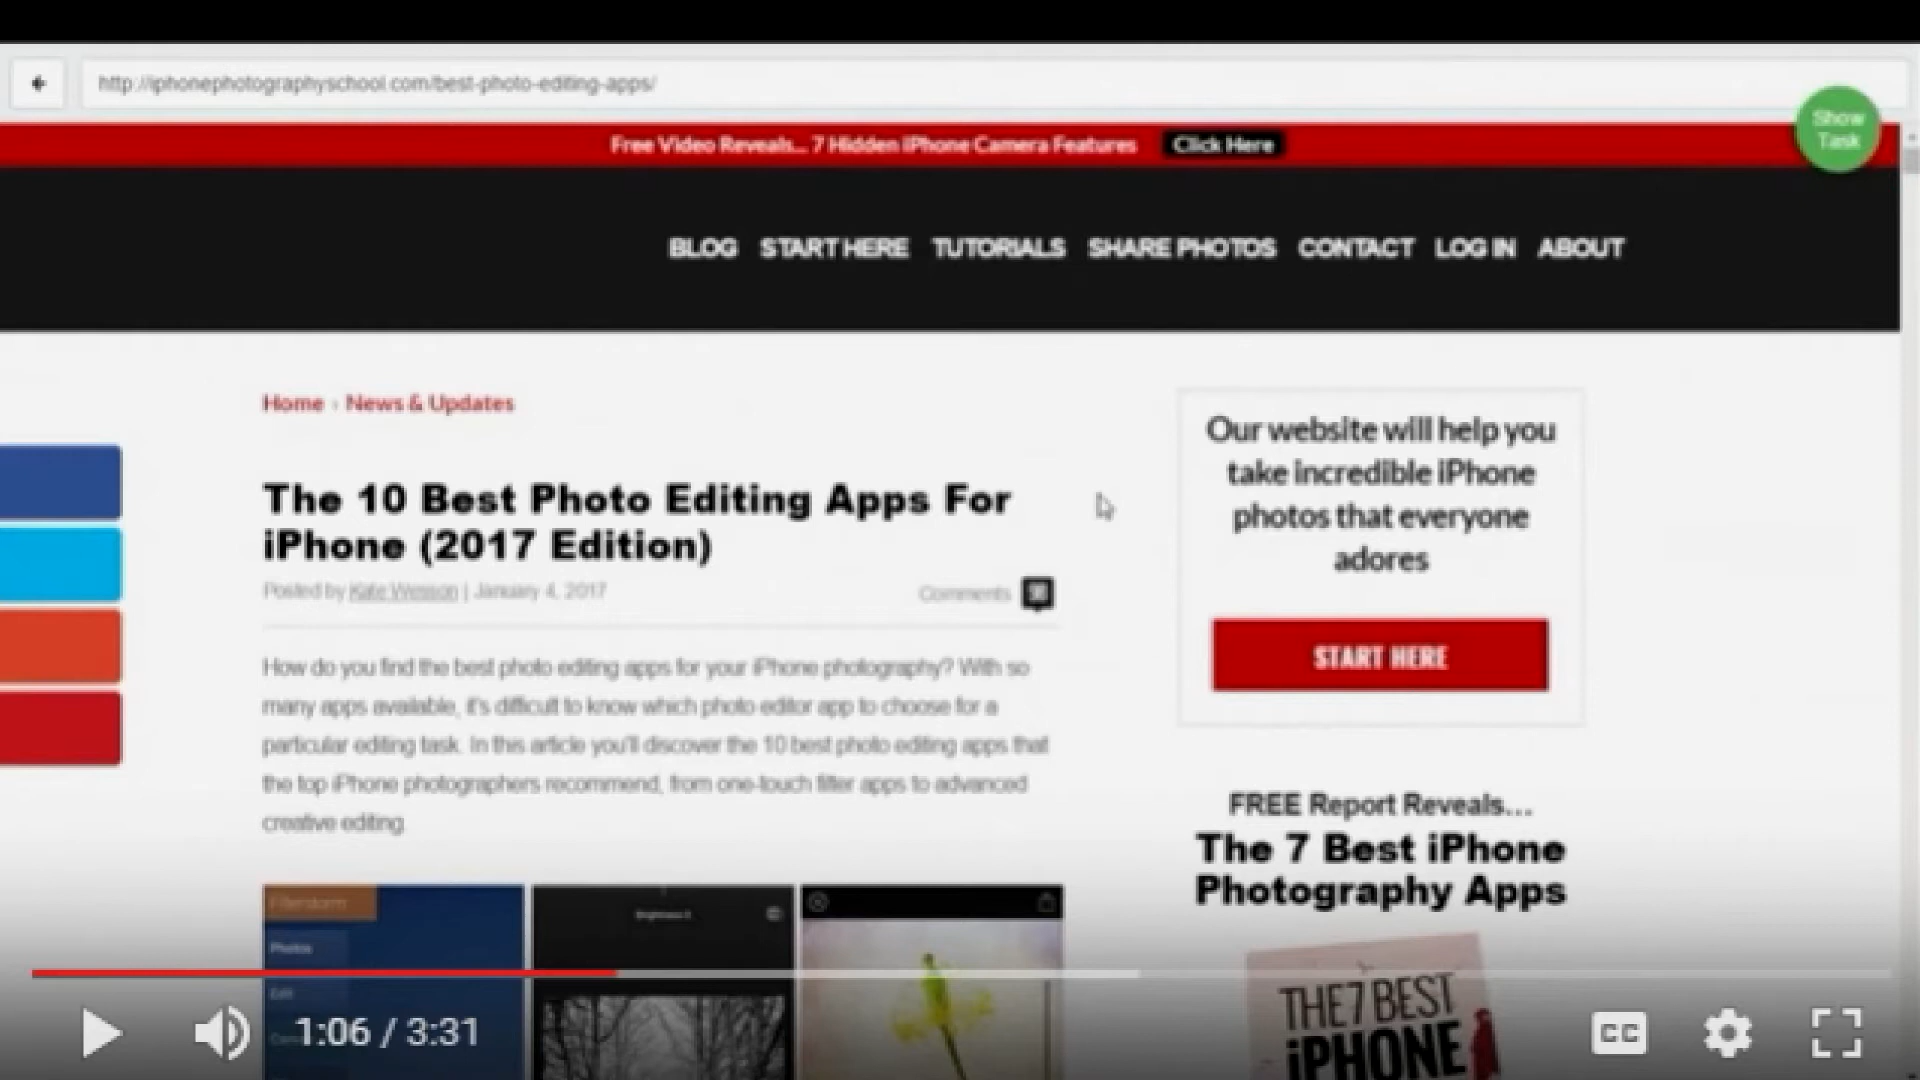 http://iphonephotographyschool.com/best-photo-editing-apps/
Show
Task
Free Video Reveals... 7 Hidden iPhone Camera Features Click Here
BLOG START HERE TUTORIALS SHARE PHOTOS CONTACT LOG IN ABOUT
Home › News & Updates
The 10 Best Photo Editing Apps For
iPhone (2017 Edition)
Posted by Kate Wesson | January 4, 2017
Comments
How do you find the best photo editing apps for your iPhone photography? With so
many apps available, it's difficult to know which photo editor app to choose for a
particular editing task. In this article you'll discover the 10 best photo editing apps that
the top iPhone photographers recommend, from one-touch filter apps to advanced
creative editing.
Our website will help you
take incredible iPhone
photos that everyone
adores
START HERE
FREE Report Reveals...
The 7 Best iPhone
Photography Apps
THE 7 BEST
iPHONE
Filterstorm
Photos
Edit
1:06 / 3:31
CC